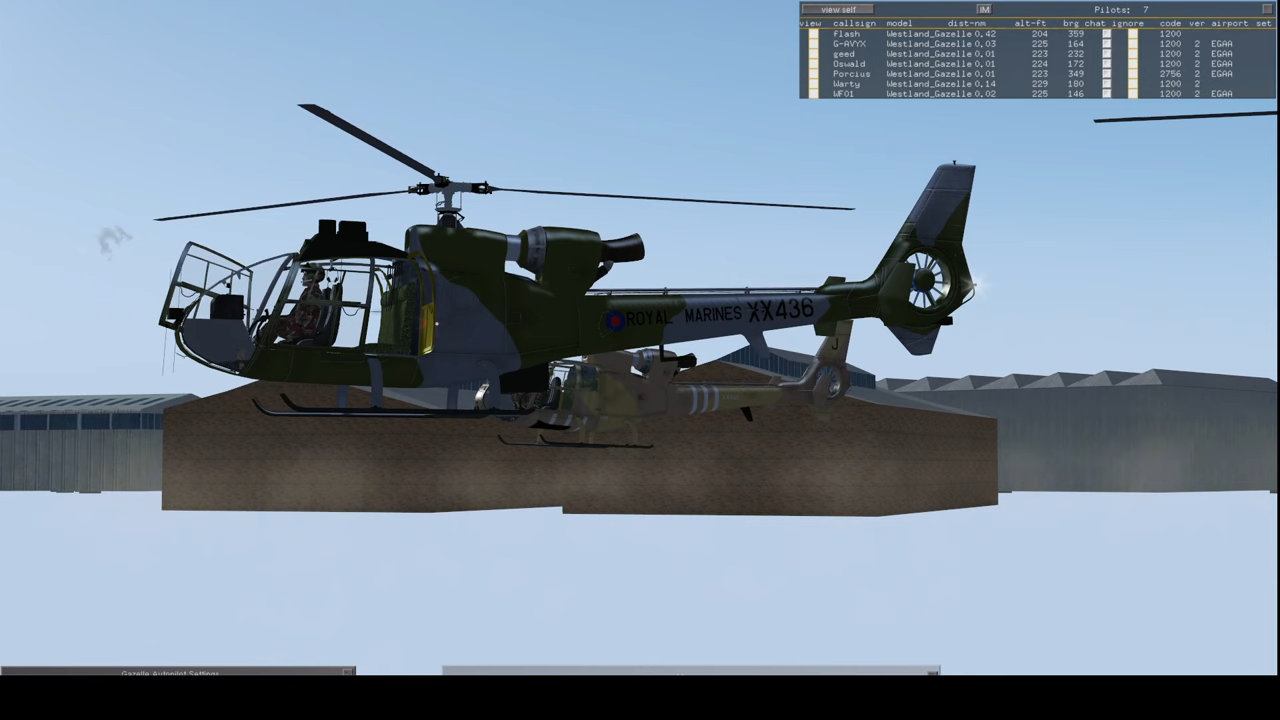 view self IM Pilots: 7
view callsign model dist-nm alt-ft brg chat ignore code ver airport set
flash Westland_Gazelle 0.42 204 359 1200
G-AVYX Westland_Gazelle 0.03 225 164 1200 2 EGAA
geed Westland_Gazelle 0.01 223 232 1200 2 EGAA
Oswald Westland_Gazelle 0.01 224 172 1200 2 EGAA
Porcius Westland_Gazelle 0.01 223 349 2756 2 EGAA
Warty Westland_Gazelle 0.14 229 180 1200 2
WF01 Westland_Gazelle 0.02 225 146 1200 2 EGAA
ROYAL MARINES XX436
J
Gazelle Autopilot Settings